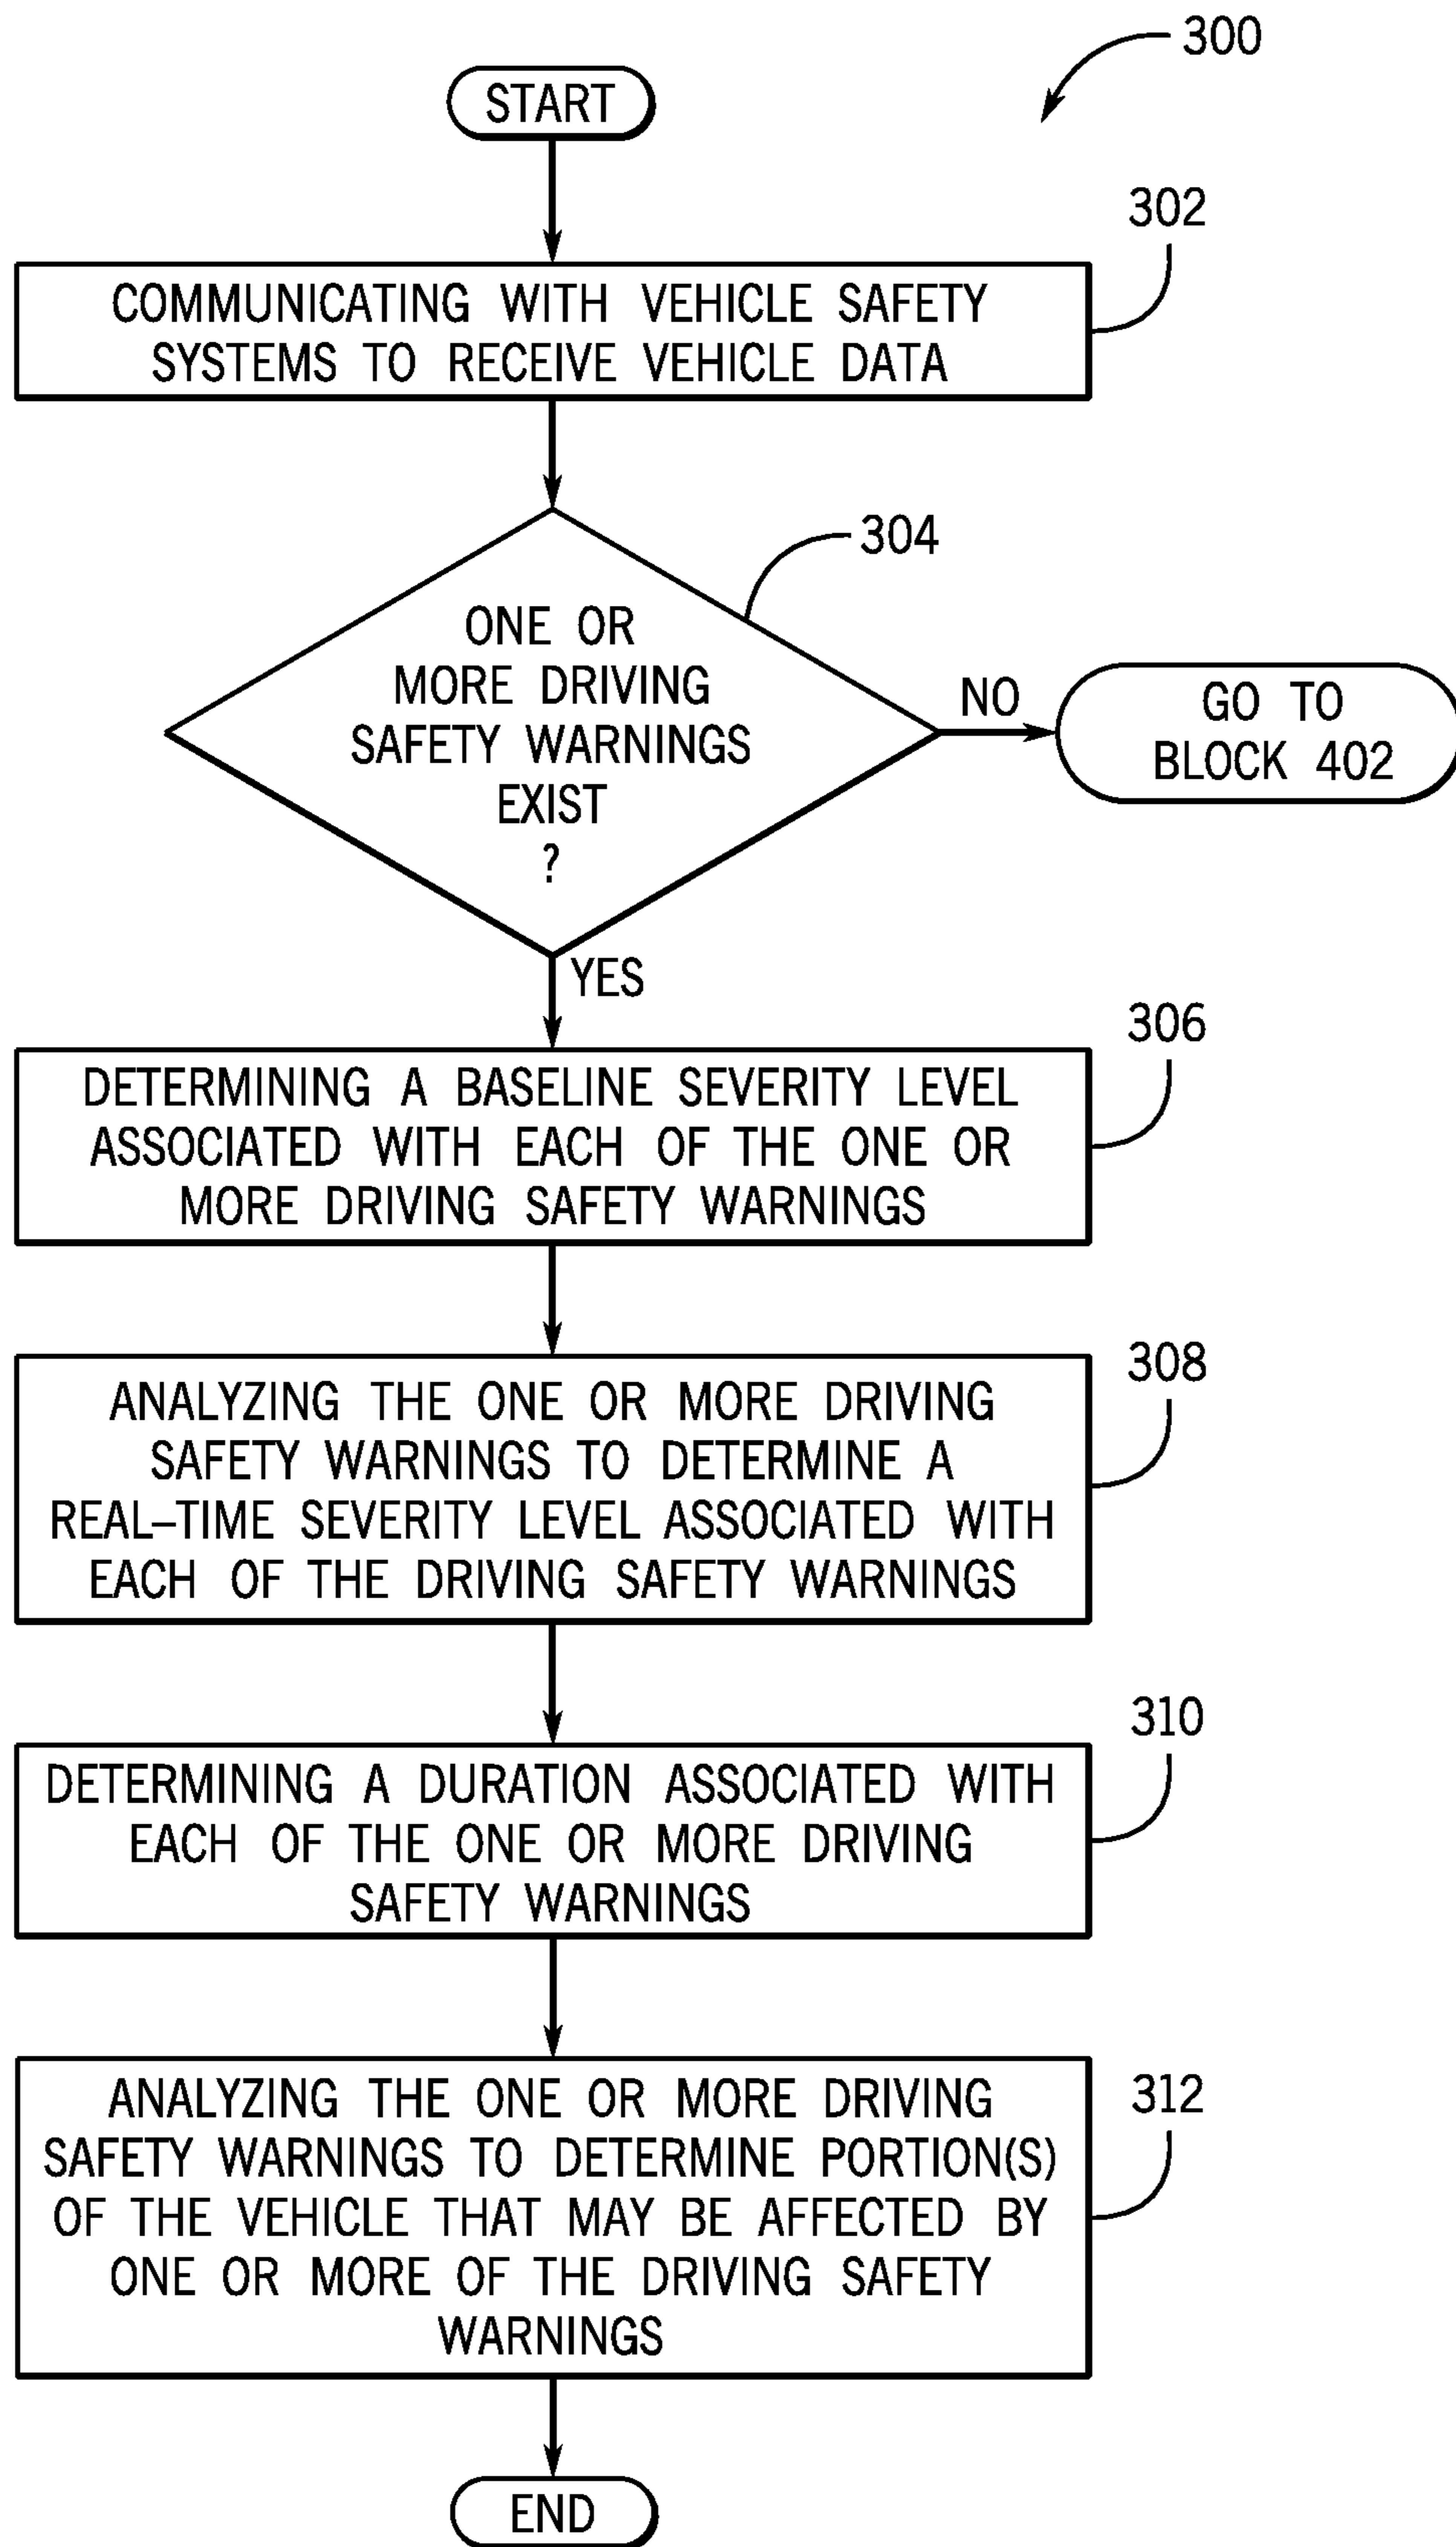 300
START
302
COMMUNICATING WITH VEHICLE SAFETY
SYSTEMS TO RECEIVE VEHICLE DATA
304
ONE OR
MORE DRIVING
SAFETY WARNINGS
EXIST
?
NO
GO TO
BLOCK 402
YES
306
DETERMINING A BASELINE SEVERITY LEVEL
ASSOCIATED WITH EACH OF THE ONE OR
MORE DRIVING SAFETY WARNINGS
308
ANALYZING THE ONE OR MORE DRIVING
SAFETY WARNINGS TO DETERMINE A
REAL–TIME SEVERITY LEVEL ASSOCIATED WITH
EACH OF THE DRIVING SAFETY WARNINGS
310
DETERMINING A DURATION ASSOCIATED WITH
EACH OF THE ONE OR MORE DRIVING
SAFETY WARNINGS
312
ANALYZING THE ONE OR MORE DRIVING
SAFETY WARNINGS TO DETERMINE PORTION(S)
OF THE VEHICLE THAT MAY BE AFFECTED BY
ONE OR MORE OF THE DRIVING SAFETY
WARNINGS
END